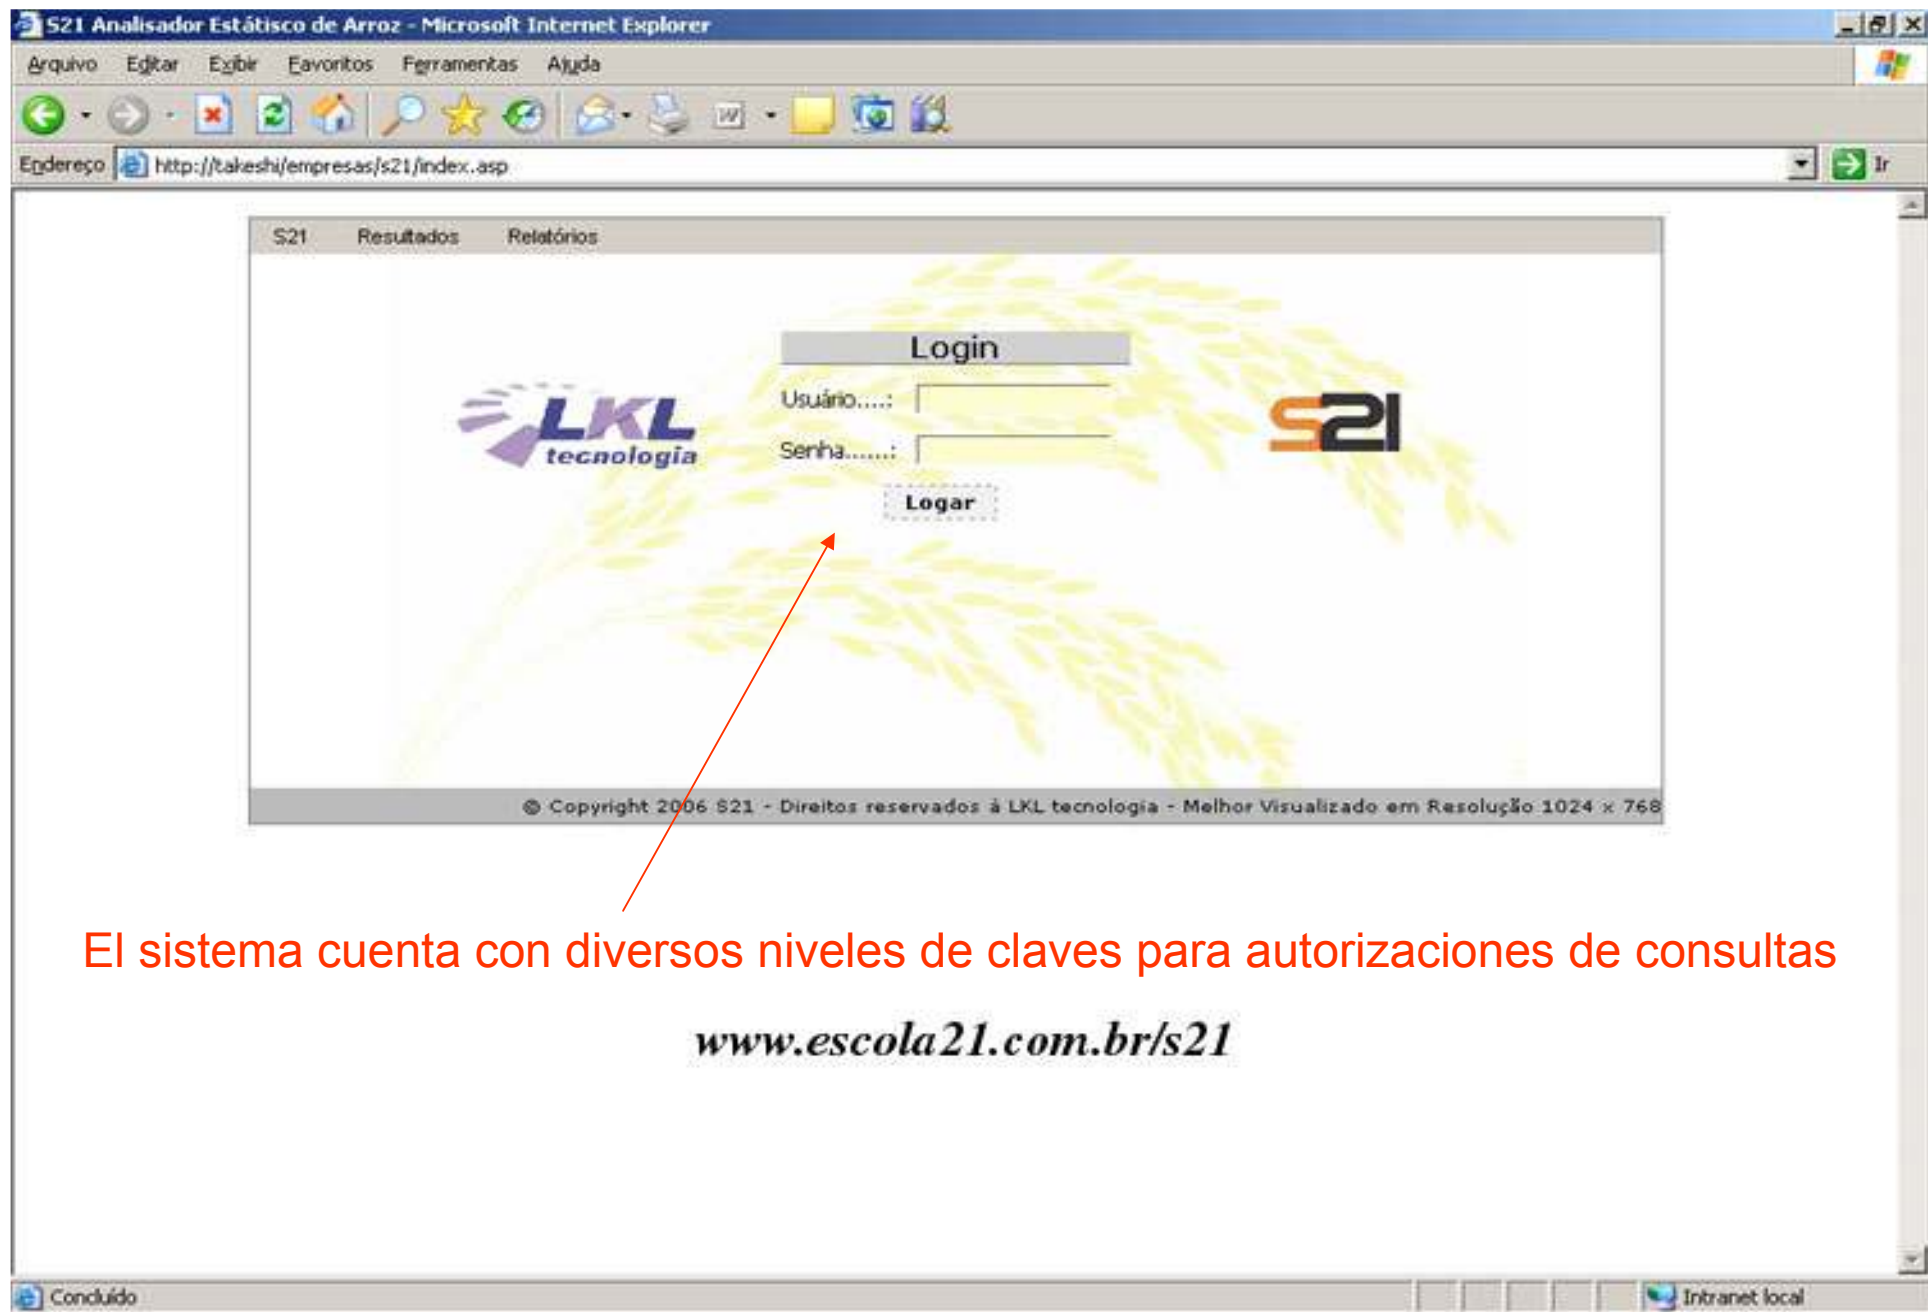 S21 Analisador Estátisco de Arroz - Microsoft Internet Explorer
Arquivo Editar Exibir Favoritos Ferramentas Ajuda
Endereço http://takeshi/empresas/s21/index.asp Ir
S21 Resultados Relatórios
Login
LKL tecnologia
Usuário....:
S21
Senha......:
Logar
© Copyright 2006 S21 - Direitos reservados à LKL tecnologia - Melhor Visualizado em Resolução 1024 x 768
El sistema cuenta con diversos niveles de claves para autorizaciones de consultas
www.escola21.com.br/s21
Concluído Intranet local